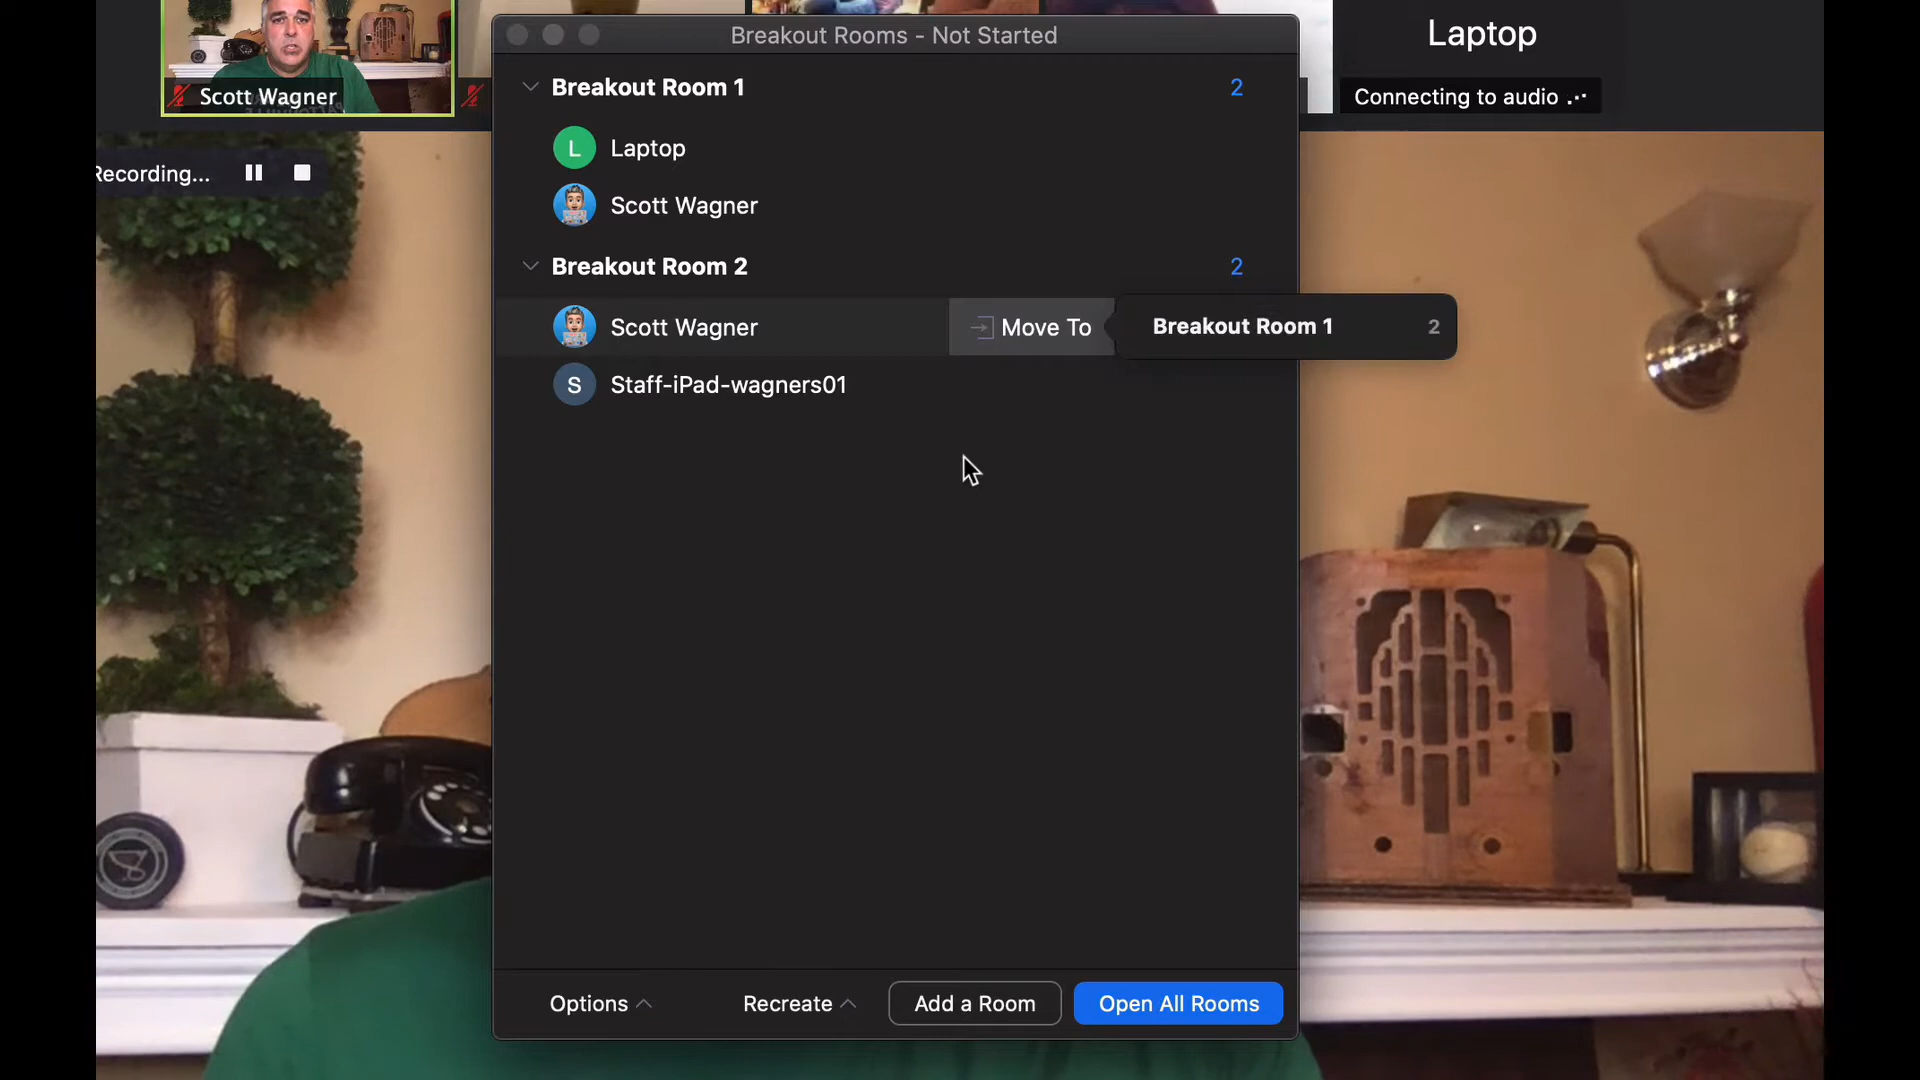 Scott Wagner
Breakout Rooms - Not Started
Laptop
Connecting to audio
Recording...
Breakout Room 1 2
L Laptop
Scott Wagner
Breakout Room 2 2
Scott Wagner Move To Breakout Room 1 2
S Staff-iPad-wagners01
Options Recreate Add a Room Open All Rooms